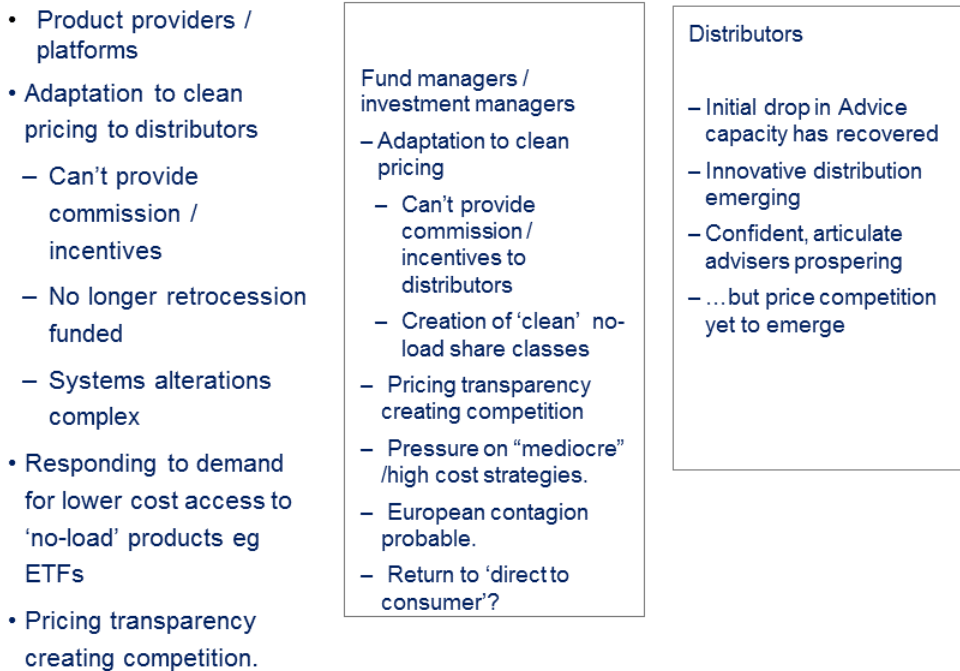 • Product providers /
platforms
• Adaptation to clean
pricing to distributors
– Can’t provide
commission /
incentives
– No longer retrocession
funded
– Systems alterations
complex
• Responding to demand
for lower cost access to
‘no-load’ products eg
ETFs
• Pricing transparency
creating competition.
Fund managers /
investment managers
– Adaptation to clean
pricing
– Can’t provide
commission /
incentives to
distributors
– Creation of ‘clean’ no-
load share classes
– Pricing transparency
creating competition
– Pressure on “mediocre”
/high cost strategies.
– European contagion
probable.
– Return to ‘direct to
consumer’?
Distributors
– Initial drop in Advice
capacity has recovered
– Innovative distribution
emerging
– Confident, articulate
advisers prospering
– …but price competition
yet to emerge